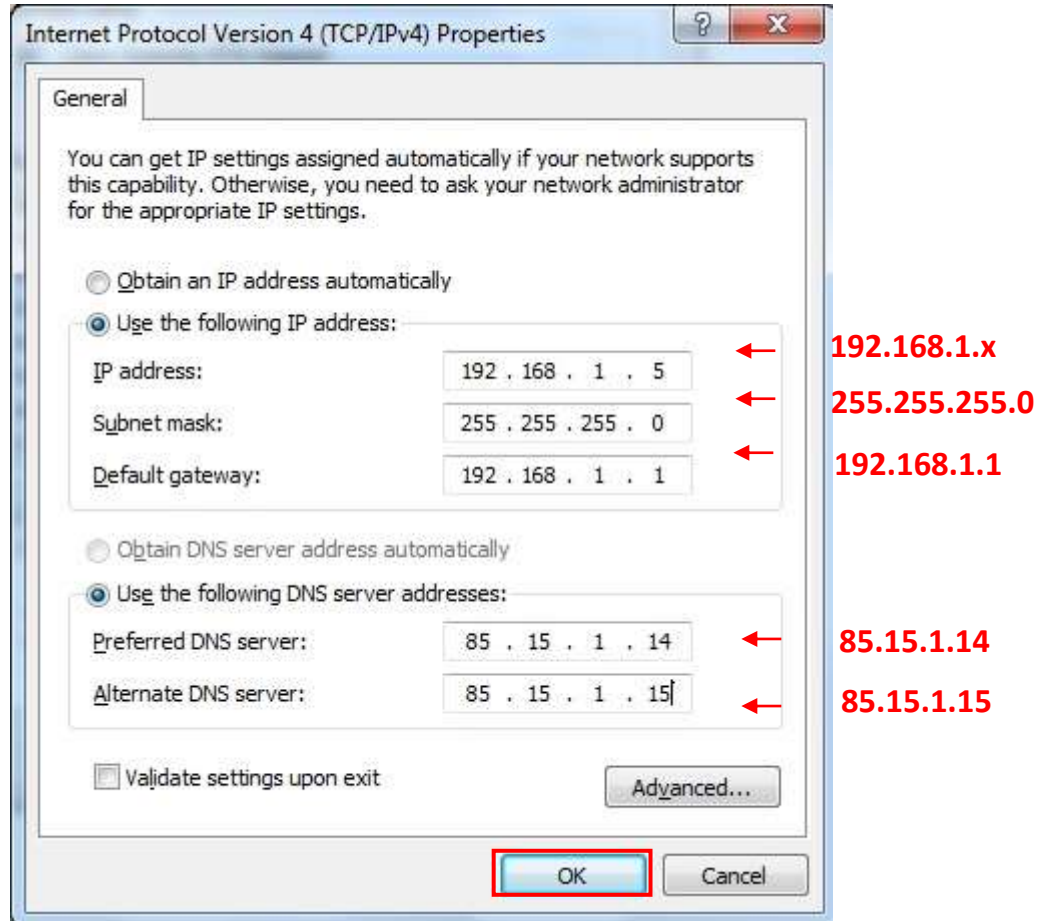 Internet Protocol Version 4 (TCP/IPv4) Properties
General
You can get IP settings assigned automatically if your network supports
this capability. Otherwise, you need to ask your network administrator
for the appropriate IP settings.
Obtain an IP address automatically
Use the following IP address:
IP address: 192 . 168 . 1 . 5 192.168.1.x
Subnet mask: 255 . 255 . 255 . 0 255.255.255.0
Default gateway: 192 . 168 . 1 . 1 192.168.1.1
Obtain DNS server address automatically
Use the following DNS server addresses:
Preferred DNS server: 85 . 15 . 1 . 14 85.15.1.14
Alternate DNS server: 85 . 15 . 1 . 15 85.15.1.15
Validate settings upon exit
Advanced...
OK Cancel